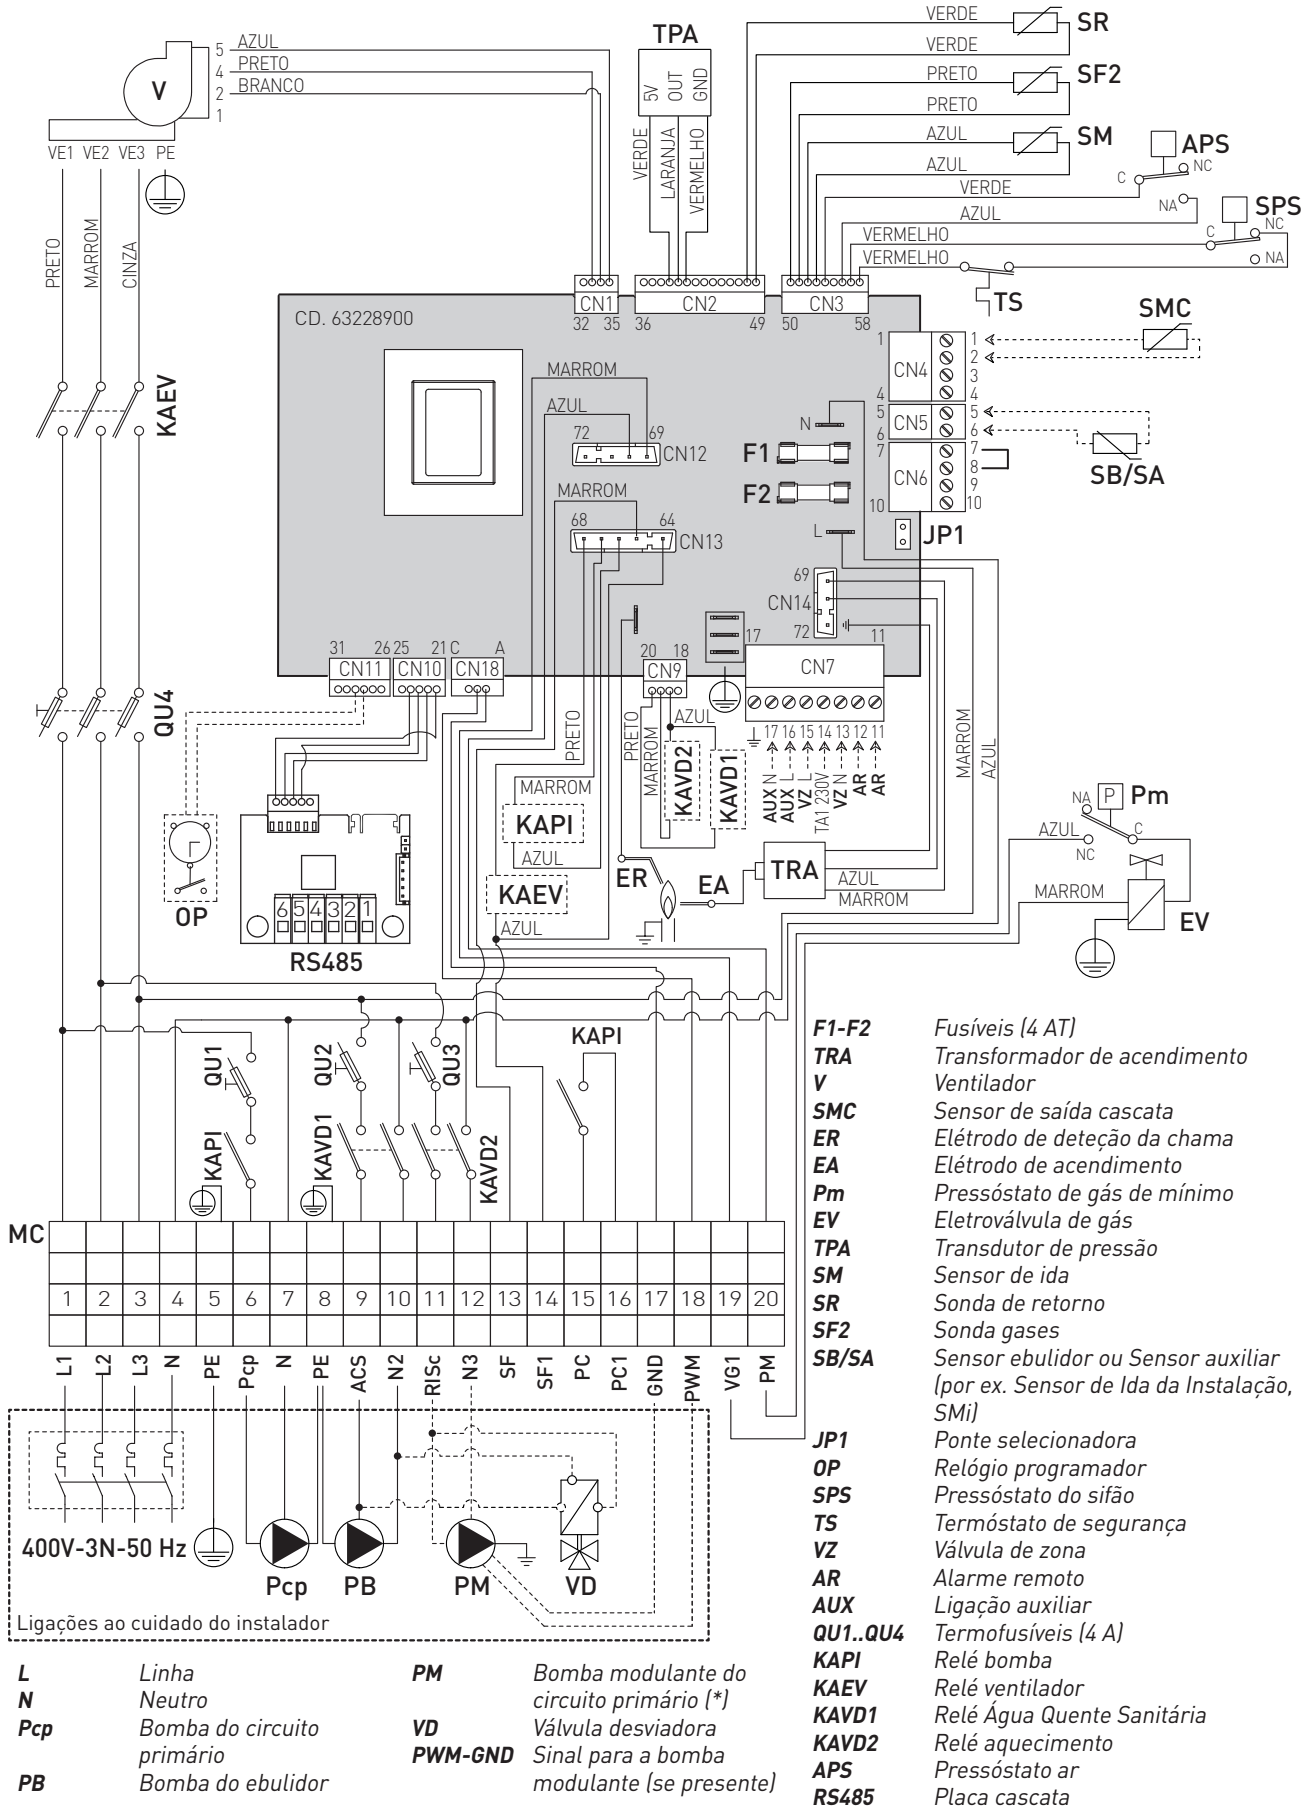 VERDE
SR
VERDE
TPA
5 AZUL
4 PRETO
2 BRANCO
1
V
5V
OUT
GND
PRETO
SF2
PRETO
AZUL
SM
AZUL
APS
C
NC
NA
VERDE
AZUL
SPS
C
NC
NA
VERMELHO
VERMELHO
TS
VE1 VE2 VE3 PE
VERDE
LARANJA
VERMELHO
PRETO
MARROM
CINZA
CN1
32 35
CN2
36 49
CN3
50 58
CD. 63228900
SMC
1 1
2
CN4 3
4 4
5 5
CN5
6 6
7 7
8
CN6 9
10 10
SB/SA
JP1
KAEV
MARROM
AZUL
72 69
CN12
N
F1
F2
MARROM
68 64
CN13
L
69
CN14
72
31 26
CN11
25 21
CN10
C A
CN18
20 18
CN9
17 11
CN7
QU4
PRETO
MARROM
KAPI
AZUL
KAEV
AZUL
PRETO
MARROM
AZUL
KAVD2
KAVD1
17 16 15 14 13 12 11
AUX N
AUX L
VZ L
TA1 230V
VZ N
AR
AR
MARROM
AZUL
NA P Pm
AZUL
C
NC
MARROM
EV
OP
6 5 4 3 2 1
RS485
ER
EA
TRA
AZUL
MARROM
QU1
QU2
QU3
KAPI
KAPI
KAVD1
KAVD2
MC
1 2 3 4 5 6 7 8 9 10 11 12 13 14 15 16 17 18 19 20
L1 L2 L3 N PE Pcp N PE ACS N2 RISc N3 SF SF1 PC PC1 GND PWM VG1 PM
400V-3N-50 Hz
Pcp
PB
PM
VD
Ligações ao cuidado do instalador
F1-F2 Fusíveis (4 AT)
TRA Transformador de acendimento
V Ventilador
SMC Sensor de saída cascata
ER Elétrodo de deteção da chama
EA Elétrodo de acendimento
Pm Pressóstato de gás de mínimo
EV Eletroválvula de gás
TPA Transdutor de pressão
SM Sensor de ida
SR Sonda de retorno
SF2 Sonda gases
SB/SA Sensor ebulidor ou Sensor auxiliar
(por ex. Sensor de Ida da Instalação,
SMi)
JP1 Ponte selecionadora
OP Relógio programador
SPS Pressóstato do sifão
TS Termóstato de segurança
VZ Válvula de zona
AR Alarme remoto
AUX Ligação auxiliar
QU1..QU4 Termofusíveis (4 A)
KAPI Relé bomba
KAEV Relé ventilador
KAVD1 Relé Água Quente Sanitária
KAVD2 Relé aquecimento
APS Pressóstato ar
RS485 Placa cascata
L Linha
N Neutro
Pcp Bomba do circuito
primário
PB Bomba do ebulidor
PM Bomba modulante do
circuito primário (*)
VD Válvula desviadora
PWM-GND Sinal para a bomba
modulante (se presente)